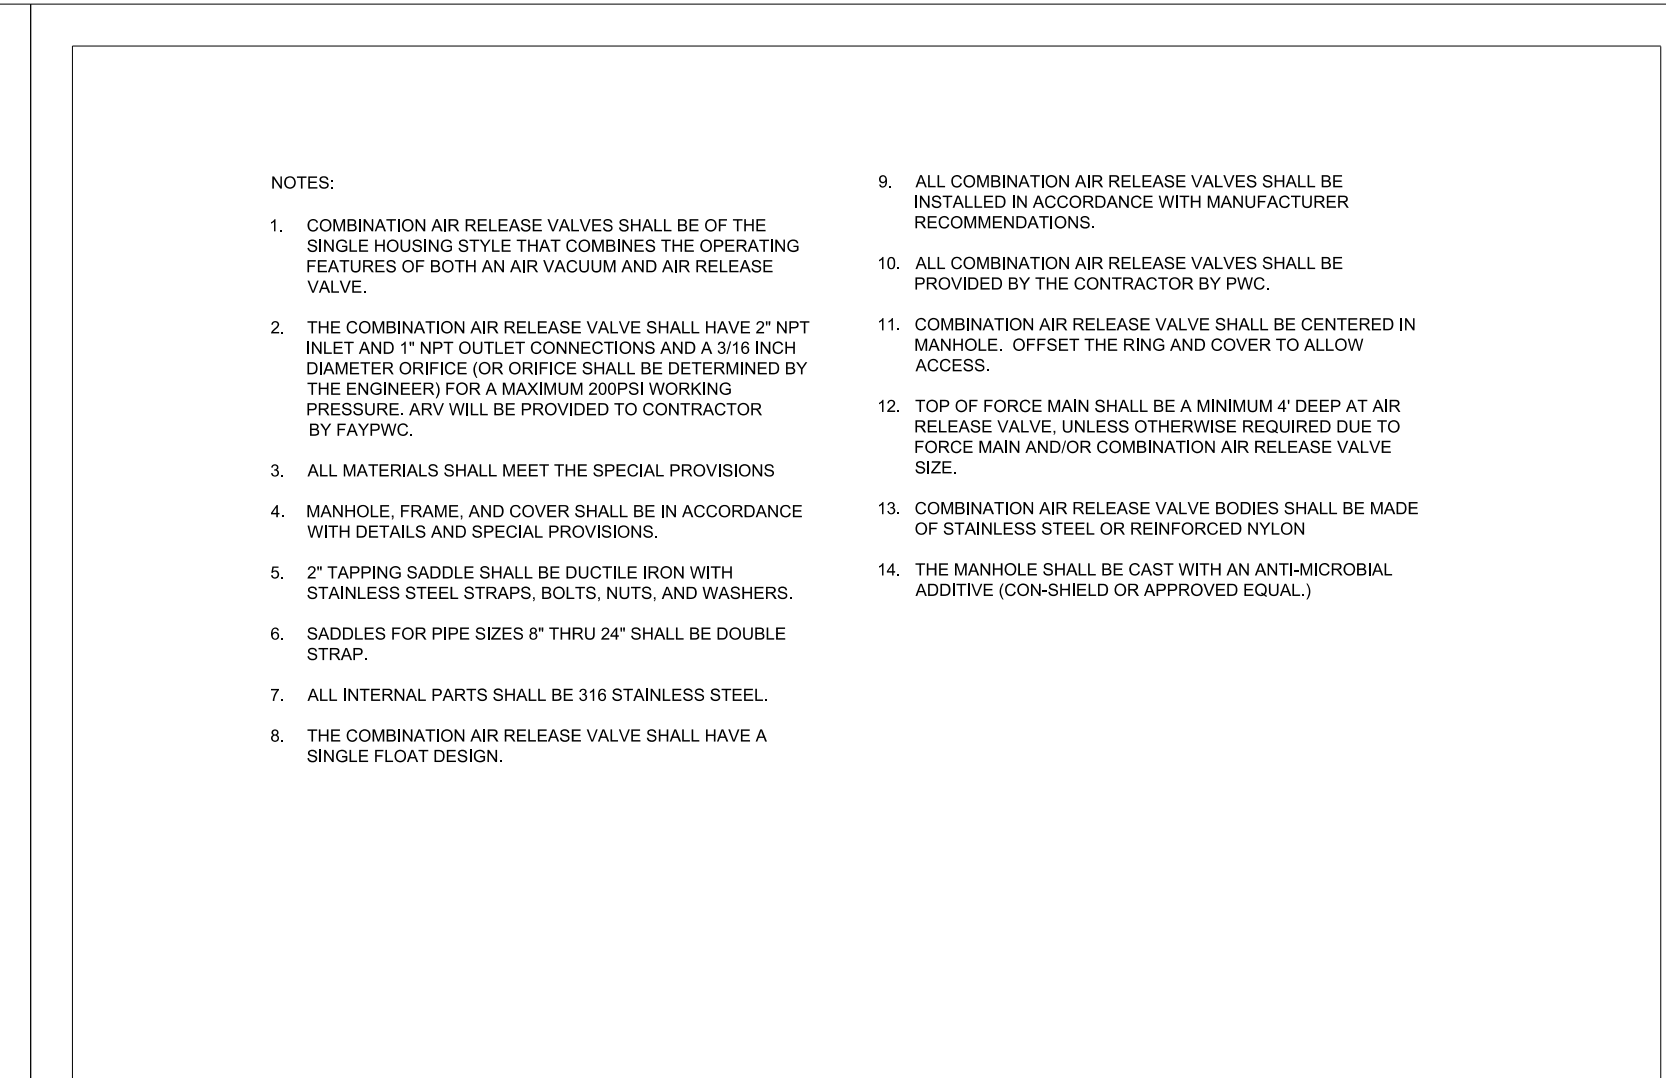 NOTES:
1. COMBINATION AIR RELEASE VALVES SHALL BE OF THE
SINGLE HOUSING STYLE THAT COMBINES THE OPERATING
FEATURES OF BOTH AN AIR VACUUM AND AIR RELEASE
VALVE.
2. THE COMBINATION AIR RELEASE VALVE SHALL HAVE 2" NPT
INLET AND 1" NPT OUTLET CONNECTIONS AND A 3/16 INCH
DIAMETER ORIFICE (OR ORIFICE SHALL BE DETERMINED BY
THE ENGINEER) FOR A MAXIMUM 200PSI WORKING
PRESSURE. ARV WILL BE PROVIDED TO CONTRACTOR
BY FAYPWC.
3. ALL MATERIALS SHALL MEET THE SPECIAL PROVISIONS
4. MANHOLE, FRAME, AND COVER SHALL BE IN ACCORDANCE
WITH DETAILS AND SPECIAL PROVISIONS.
5. 2" TAPPING SADDLE SHALL BE DUCTILE IRON WITH
STAINLESS STEEL STRAPS, BOLTS, NUTS, AND WASHERS.
6. SADDLES FOR PIPE SIZES 8" THRU 24" SHALL BE DOUBLE
STRAP.
7. ALL INTERNAL PARTS SHALL BE 316 STAINLESS STEEL.
8. THE COMBINATION AIR RELEASE VALVE SHALL HAVE A
SINGLE FLOAT DESIGN.
9. ALL COMBINATION AIR RELEASE VALVES SHALL BE
INSTALLED IN ACCORDANCE WITH MANUFACTURER
RECOMMENDATIONS.
10. ALL COMBINATION AIR RELEASE VALVES SHALL BE
PROVIDED BY THE CONTRACTOR BY PWC.
11. COMBINATION AIR RELEASE VALVE SHALL BE CENTERED IN
MANHOLE. OFFSET THE RING AND COVER TO ALLOW
ACCESS.
12. TOP OF FORCE MAIN SHALL BE A MINIMUM 4' DEEP AT AIR
RELEASE VALVE, UNLESS OTHERWISE REQUIRED DUE TO
FORCE MAIN AND/OR COMBINATION AIR RELEASE VALVE
SIZE.
13. COMBINATION AIR RELEASE VALVE BODIES SHALL BE MADE
OF STAINLESS STEEL OR REINFORCED NYLON
14. THE MANHOLE SHALL BE CAST WITH AN ANTI-MICROBIAL
ADDITIVE (CON-SHIELD OR APPROVED EQUAL.)